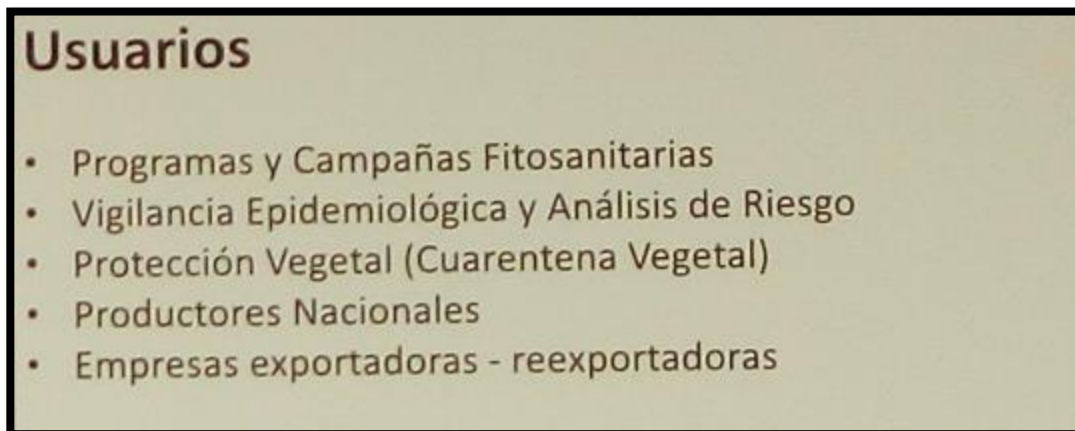 Usuarios
• Programas y Campañas Fitosanitarias
• Vigilancia Epidemiológica y Análisis de Riesgo
• Protección Vegetal (Cuarentena Vegetal)
• Productores Nacionales
• Empresas exportadoras - reexportadoras